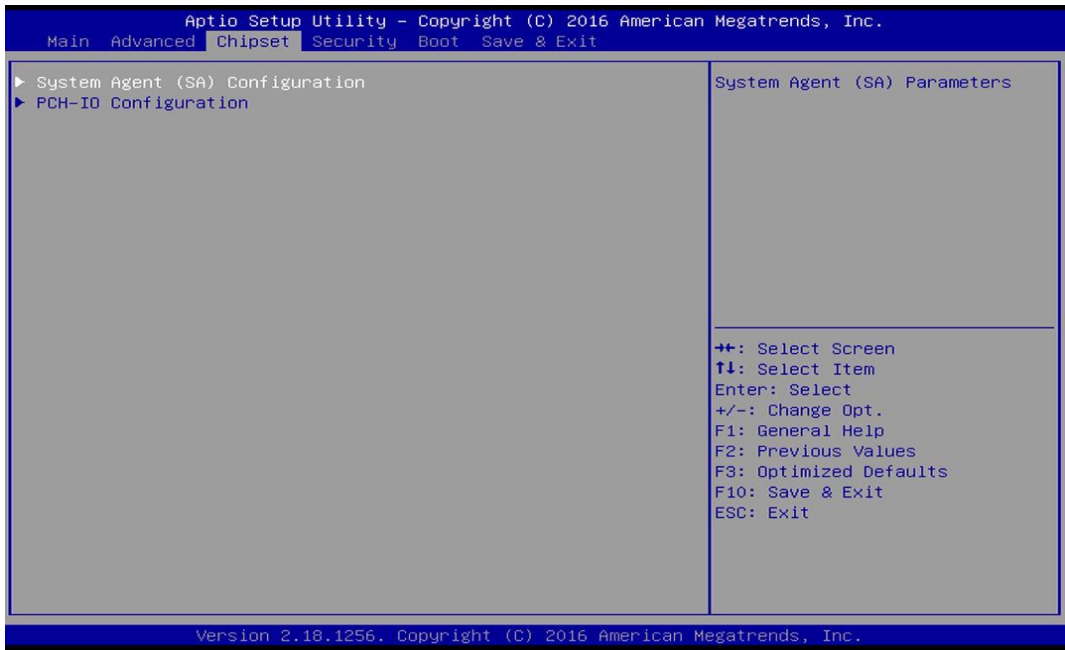 Aptio Setup Utility – Copyright (C) 2016 American Megatrends, Inc.
Main Advanced Chipset Security Boot Save & Exit
▶ System Agent (SA) Configuration
▶ PCH-IO Configuration
System Agent (SA) Parameters
→←: Select Screen
↑↓: Select Item
Enter: Select
+/-: Change Opt.
F1: General Help
F2: Previous Values
F3: Optimized Defaults
F10: Save & Exit
ESC: Exit
Version 2.18.1256. Copyright (C) 2016 American Megatrends, Inc.